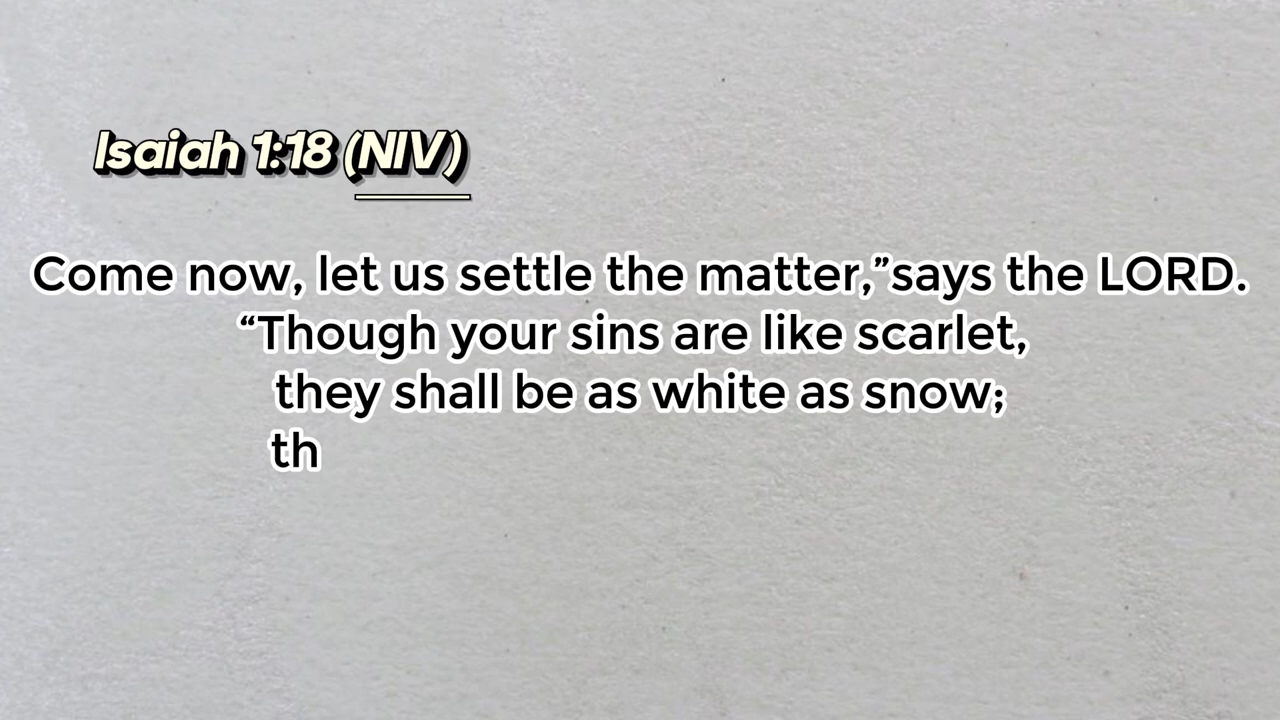 Isaiah 1:18 (NIV)
Come now, let us settle the matter,”says the LORD.
“Though your sins are like scarlet,
they shall be as white as snow;
th